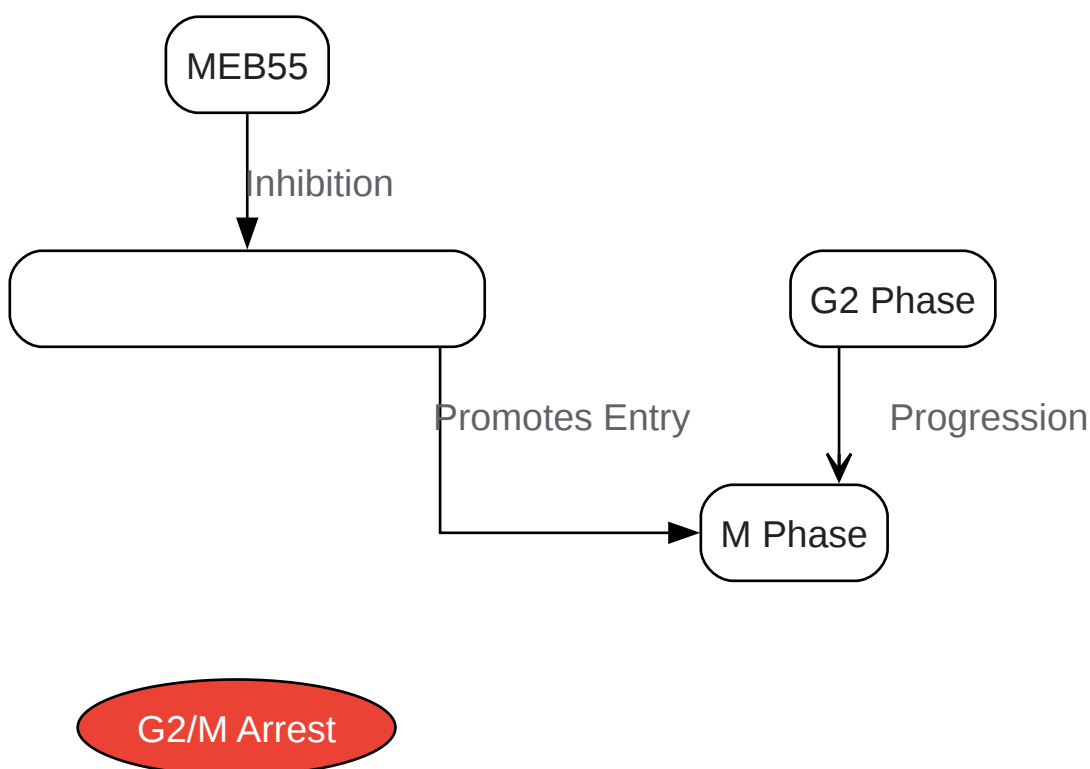 MEB55
Inhibition
G2 Phase
Promotes Entry
Progression
M Phase
G2/M Arrest